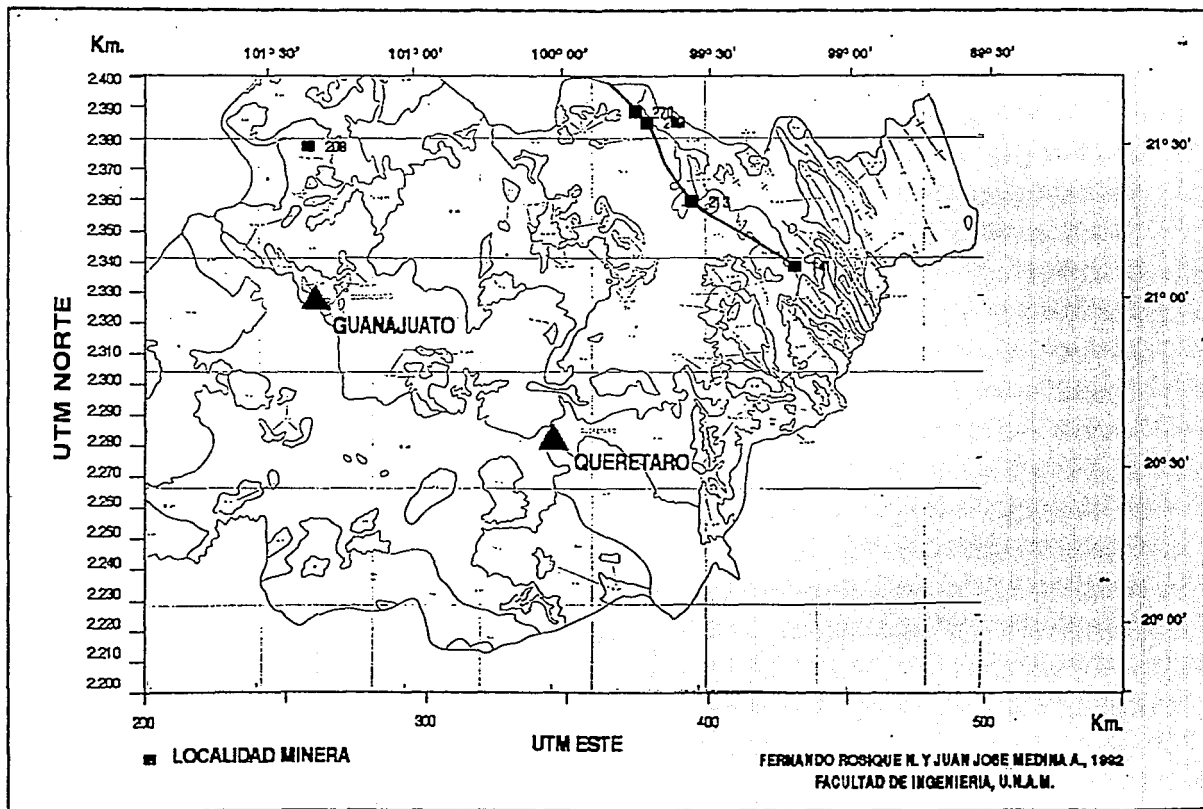 Km.
101° 30' 101° 00' 100° 00' 99° 30' 99° 00' 89° 30'
2.400
2.390
2.380
2.370
2.360
2.350
2.340
2.330
2.320
2.310
2.300
2.290
2.280
2.270
2.260
2.250
2.240
2.230
2.220
2.210
2.200
UTM NORTE
208
270
213
GUANAJUATO
QUERETARO
21° 30'
21° 00'
20° 30'
20° 00'
200 300 400 500 Km.
UTM ESTE
LOCALIDAD MINERA
FERNANDO ROSIQUE N. Y JUAN JOSE MEDINA A., 1992
FACULTAD DE INGENIERIA, U.N.A.M.